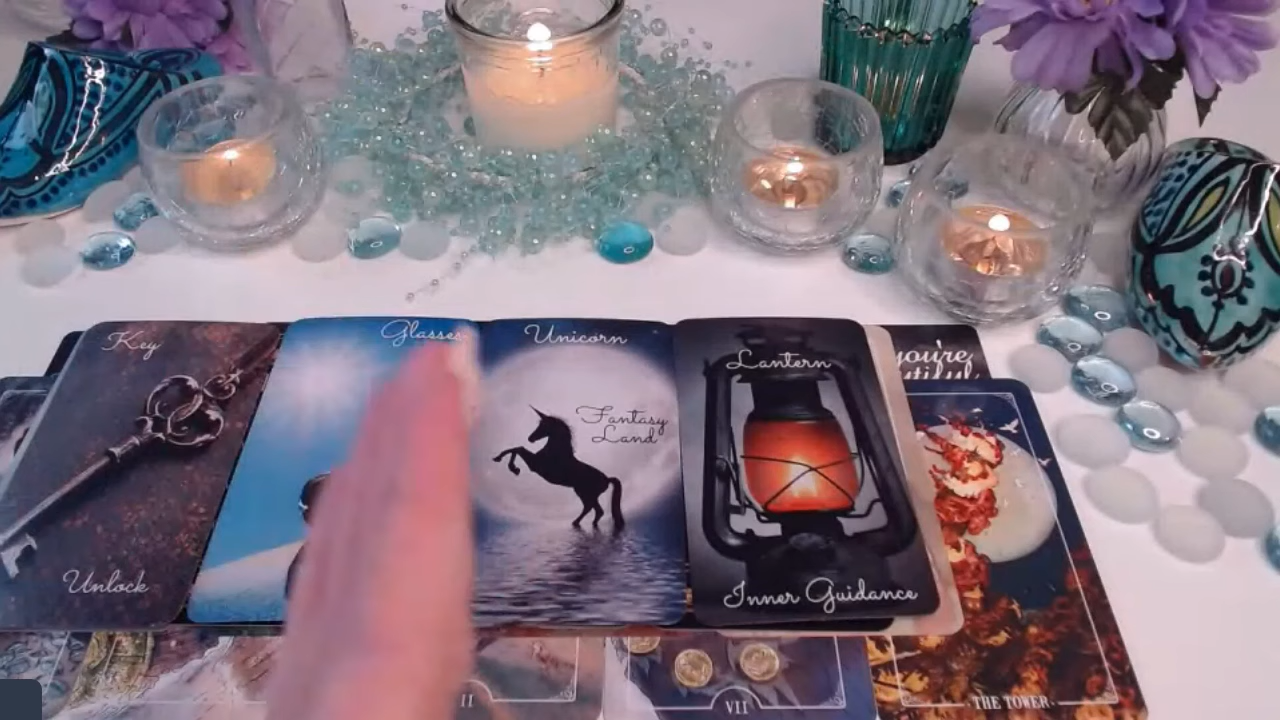 Key
Unlock
Glasses
Unicorn
Fantasy
Land
Lantern
Inner Guidance
you're
II
VII
THE TOWER